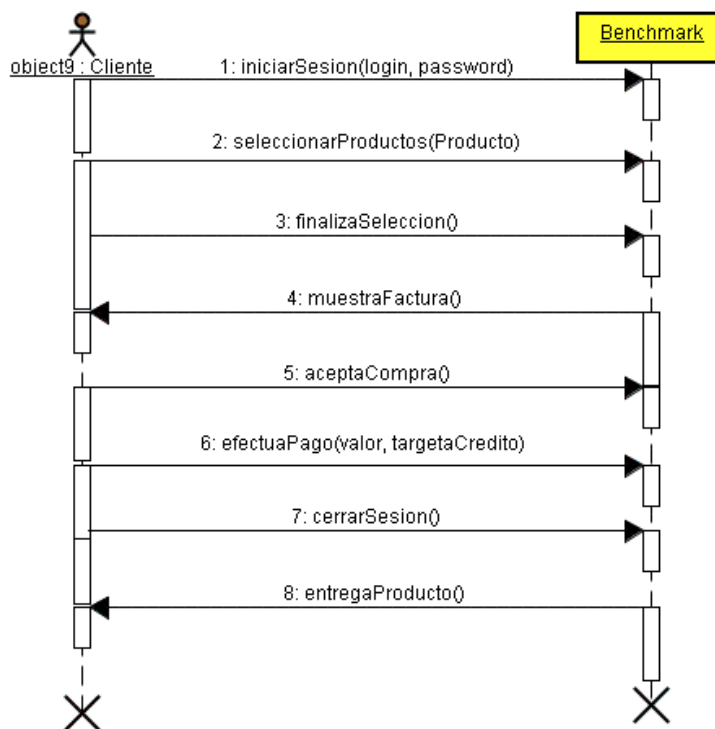 Benchmark
object9 : Cliente
1: iniciarSesion(login, password)
2: seleccionarProductos(Producto)
3: finalizaSeleccion()
4: muestraFactura()
5: aceptaCompra()
6: efectuaPago(valor, targetaCredito)
7: cerrarSesion()
8: entregaProducto()